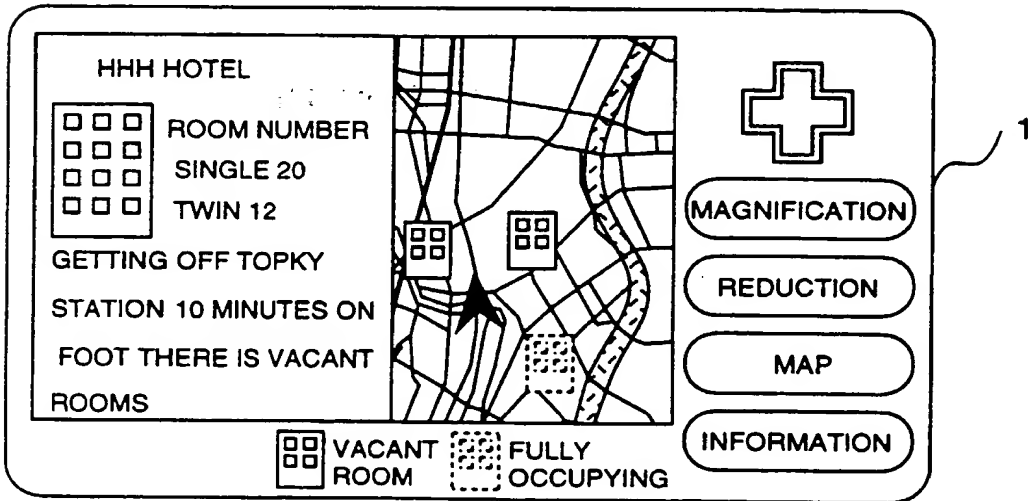 HHH HOTEL
ROOM NUMBER
SINGLE 20
TWIN 12
GETTING OFF TOPKY
STATION 10 MINUTES ON
FOOT THERE IS VACANT
ROOMS
MAGNIFICATION
REDUCTION
MAP
INFORMATION
VACANT
ROOM
FULLY
OCCUPYING
1